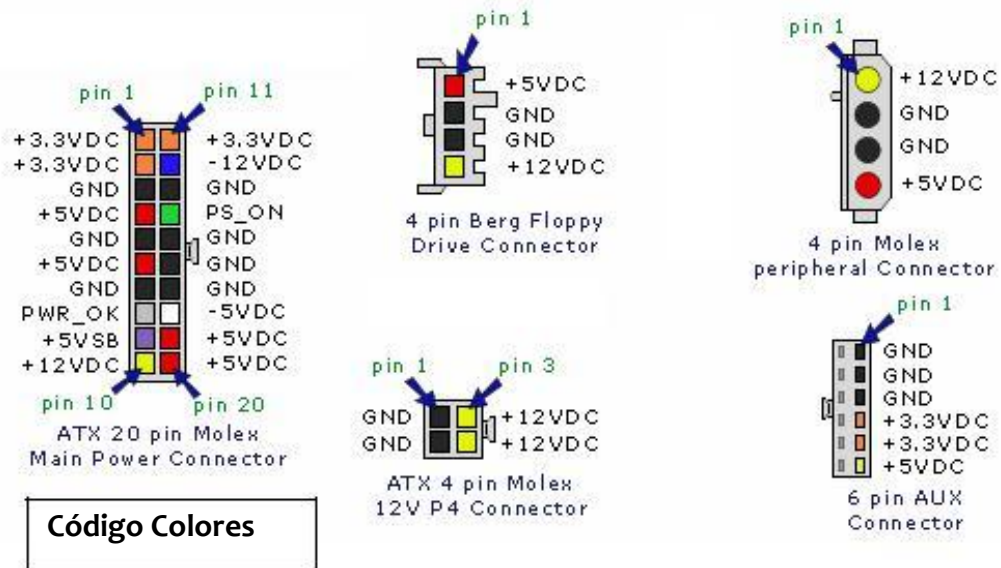 pin 1
+5VDC
GND
GND
+12VDC
4 pin Berg Floppy
Drive Connector
pin 1
+12VDC
GND
GND
+5VDC
4 pin Molex
peripheral Connector
pin 1 pin 11
+3.3VDC +3.3VDC
+3.3VDC -12VDC
GND GND
+5VDC PS_ON
GND GND
+5VDC GND
GND GND
PWR_OK -5VDC
+5VSB +5VDC
+12VDC +5VDC
pin 10 pin 20
ATX 20 pin Molex
Main Power Connector
pin 1 pin 3
GND +12VDC
GND +12VDC
ATX 4 pin Molex
12V P4 Connector
pin 1
GND
GND
GND
+3.3VDC
+3.3VDC
+5VDC
6 pin AUX
Connector
Código Colores